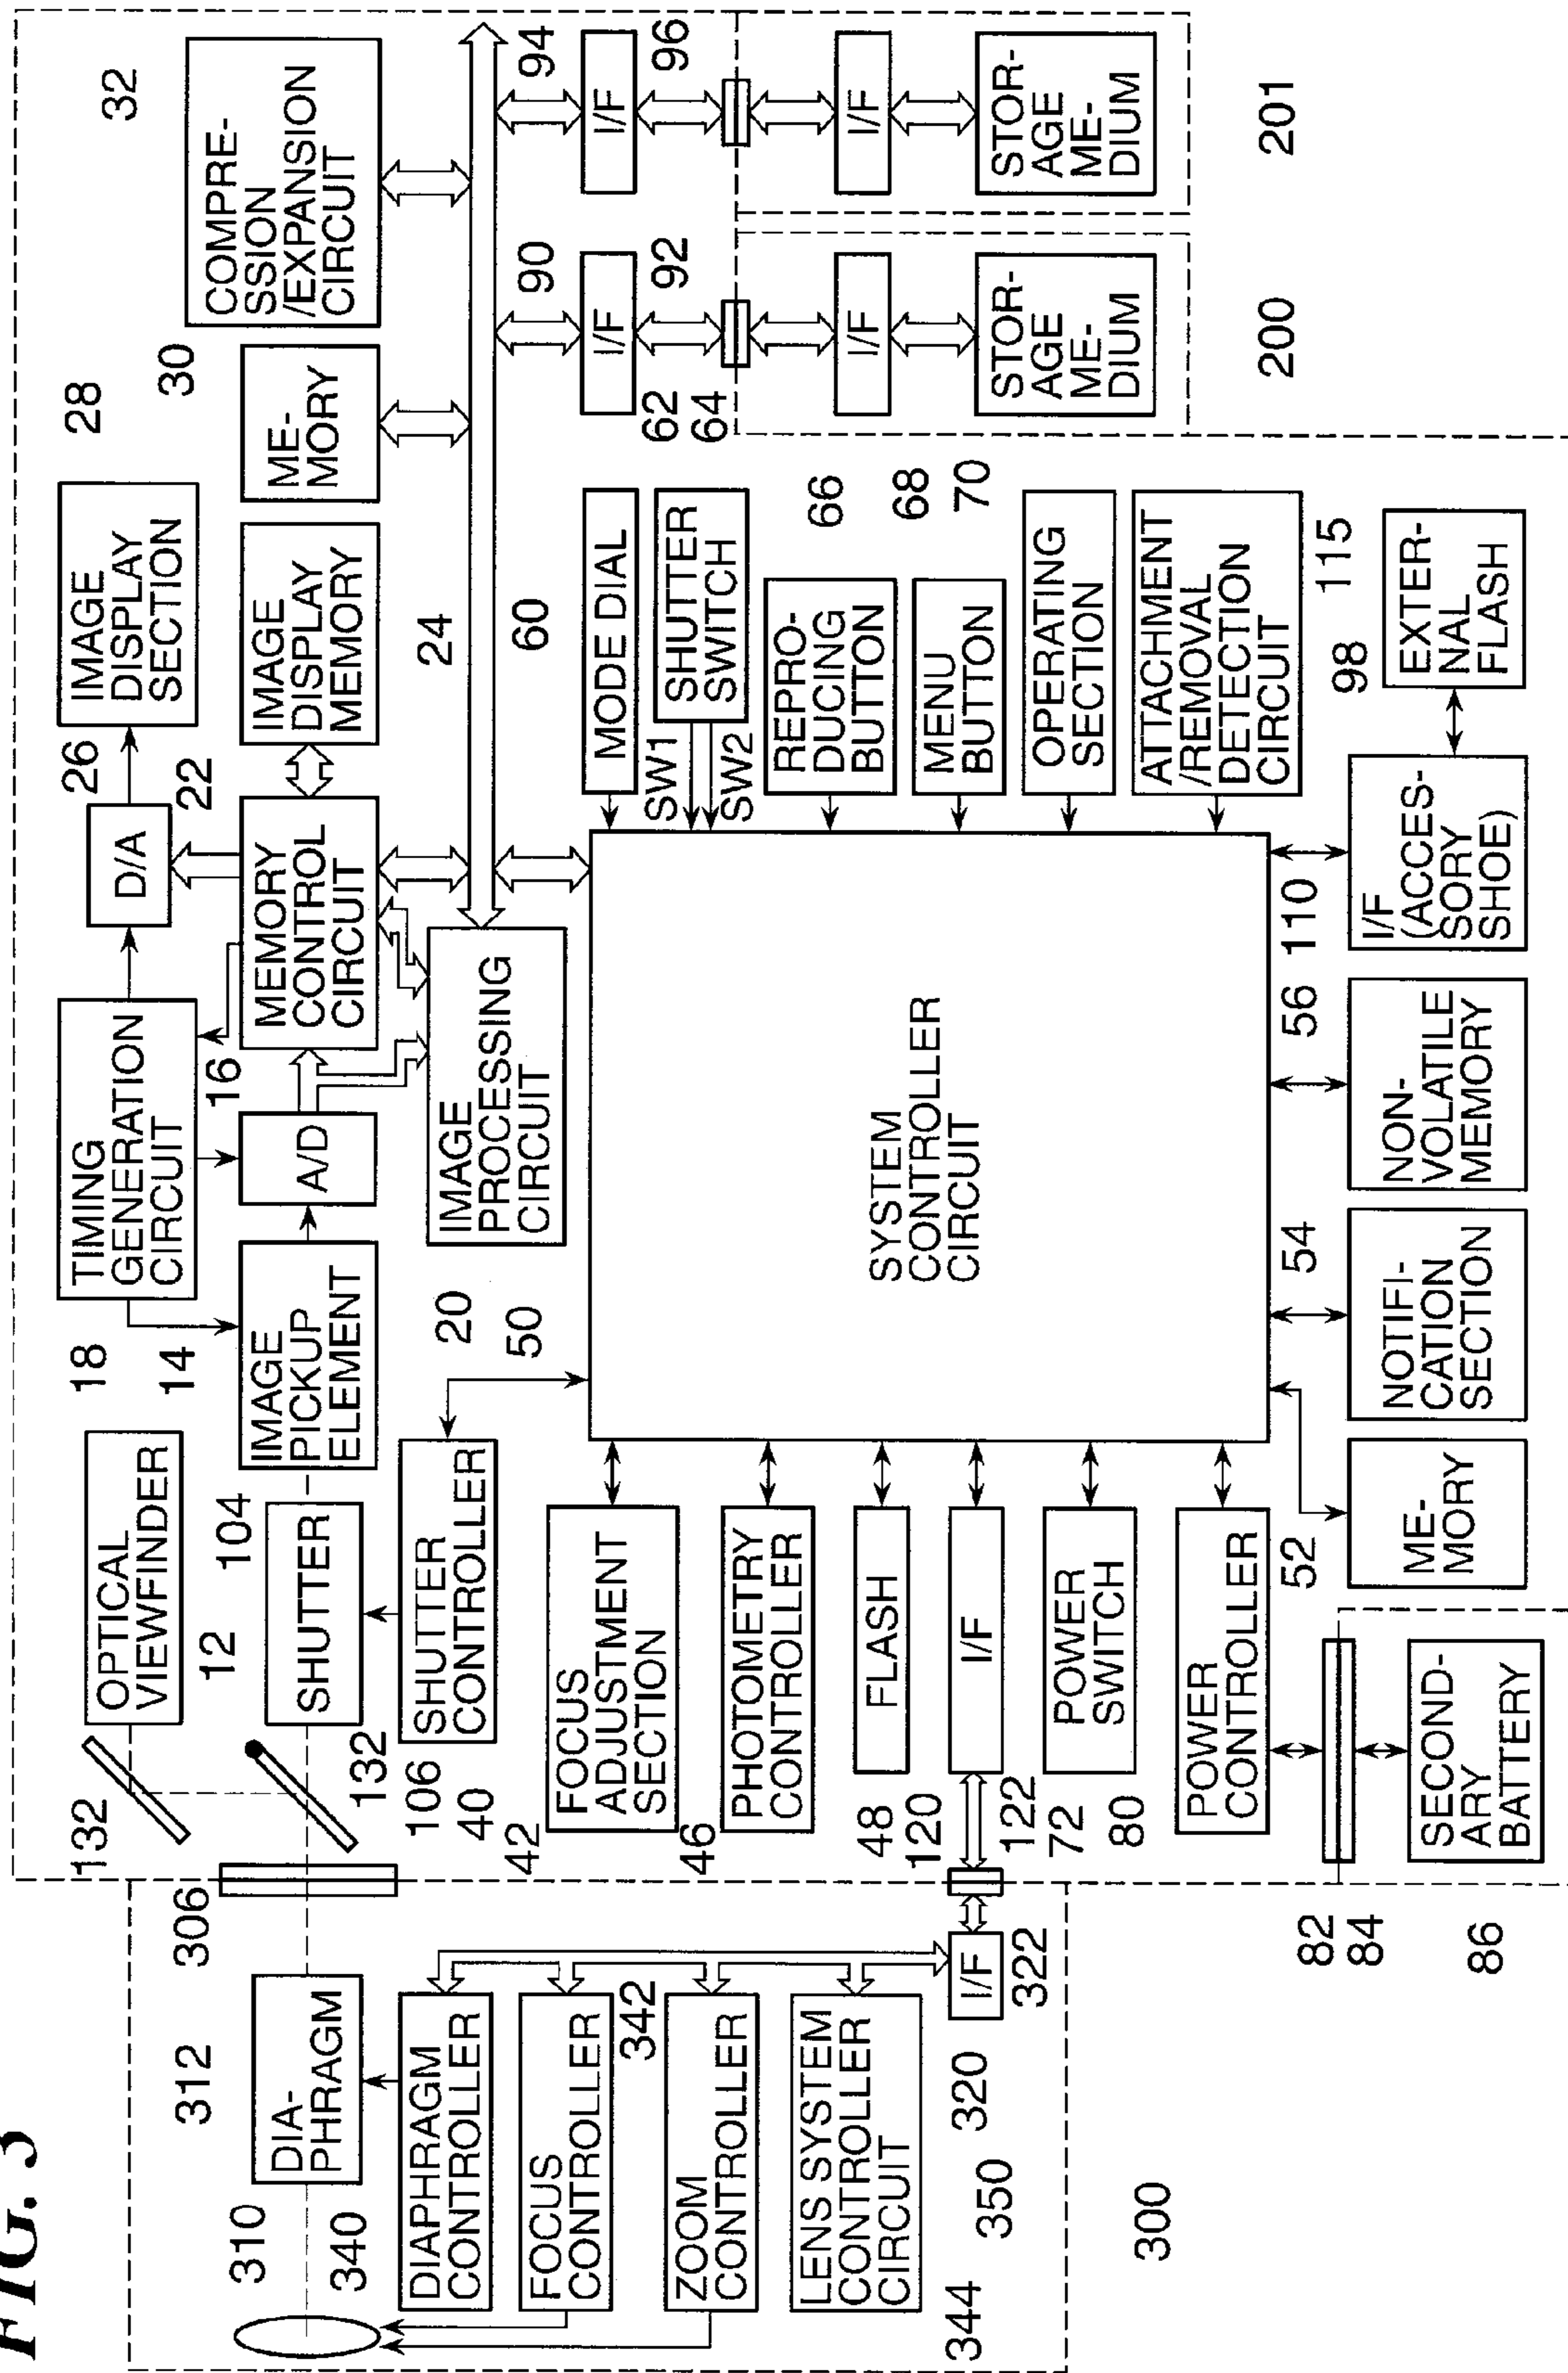 FIG. 3
132
OPTICAL
VIEWFINDER
18
14
TIMING
GENERATION
CIRCUIT
16
26
D/A
22
IMAGE
DISPLAY
SECTION
28
30
32
306
312
310
340
DIA-
PHRAGM
12
104
SHUTTER
132
IMAGE
PICKUP
ELEMENT
A/D
MEMORY
CONTROL
CIRCUIT
IMAGE
DISPLAY
MEMORY
ME-
MORY
COMPRE-
SSION
/EXPANSION
CIRCUIT
DIAPHRAGM
CONTROLLER
106
40
SHUTTER
CONTROLLER
20
50
IMAGE
PROCESSING
CIRCUIT
24
60
90
94
FOCUS
CONTROLLER
342
42
FOCUS
ADJUSTMENT
SECTION
46
MODE DIAL
I/F
I/F
62
64
92
96
SW1
SW2
SHUTTER
SWITCH
ZOOM
CONTROLLER
PHOTOMETRY
CONTROLLER
REPRO-
DUCING
BUTTON
66
I/F
I/F
LENS SYSTEM
CONTROLLER
CIRCUIT
48
120
FLASH
SYSTEM
CONTROLLER
CIRCUIT
MENU
BUTTON
68
70
344
350
320
322
I/F
122
72
80
I/F
OPERATING
SECTION
STOR-
AGE
ME-
DIUM
STOR-
AGE
ME-
DIUM
POWER
SWITCH
ATTACHMENT
/REMOVAL
DETECTION
CIRCUIT
300
POWER
CONTROLLER
200
201
82
84
86
52
54
56
110
98
115
SECOND-
ARY
BATTERY
ME-
MORY
NOTIFI-
CATION
SECTION
NON-
VOLATILE
MEMORY
I/F
(ACCES-
SORY
SHOE)
EXTER-
NAL
FLASH